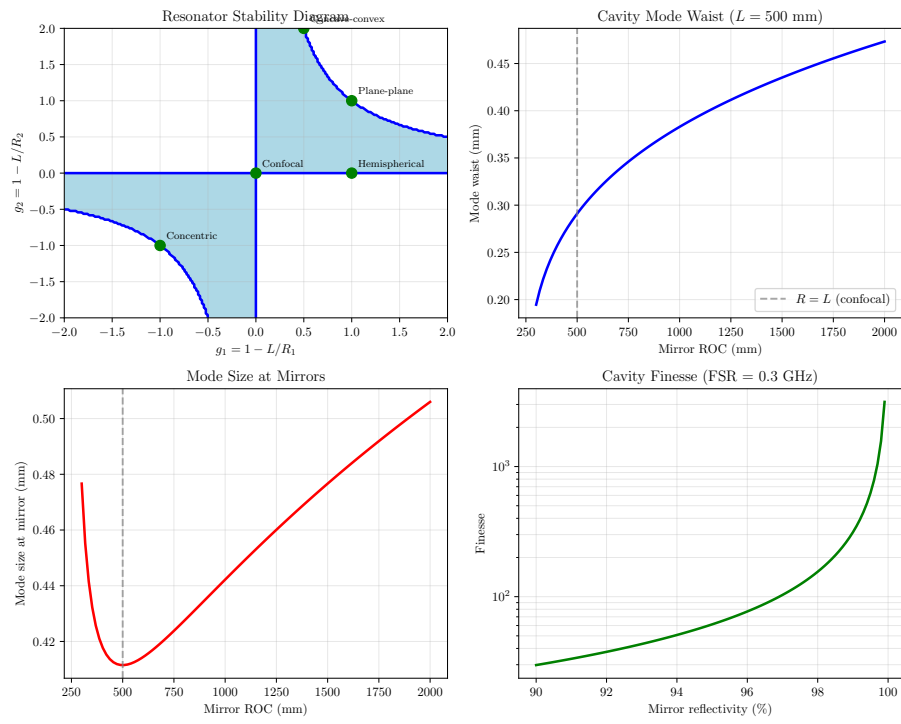 Resonator Stability Diagram
Concave-convex
Plane-plane
Confocal
Hemispherical
Concentric
2.0
1.5
1.0
0.5
0.0
−0.5
−1.0
−1.5
−2.0
g₂ = 1 − L/R₂
−2.0 −1.5 −1.0 −0.5 0.0 0.5 1.0 1.5 2.0
g₁ = 1 − L/R₁
Cavity Mode Waist (L = 500 mm)
0.45
0.40
0.35
0.30
0.25
0.20
Mode waist (mm)
R = L (confocal)
250 500 750 1000 1250 1500 1750 2000
Mirror ROC (mm)
Mode Size at Mirrors
0.50
0.48
0.46
0.44
0.42
Mode size at mirror (mm)
250 500 750 1000 1250 1500 1750 2000
Mirror ROC (mm)
Cavity Finesse (FSR = 0.3 GHz)
10³
10²
Finesse
90 92 94 96 98 100
Mirror reflectivity (%)